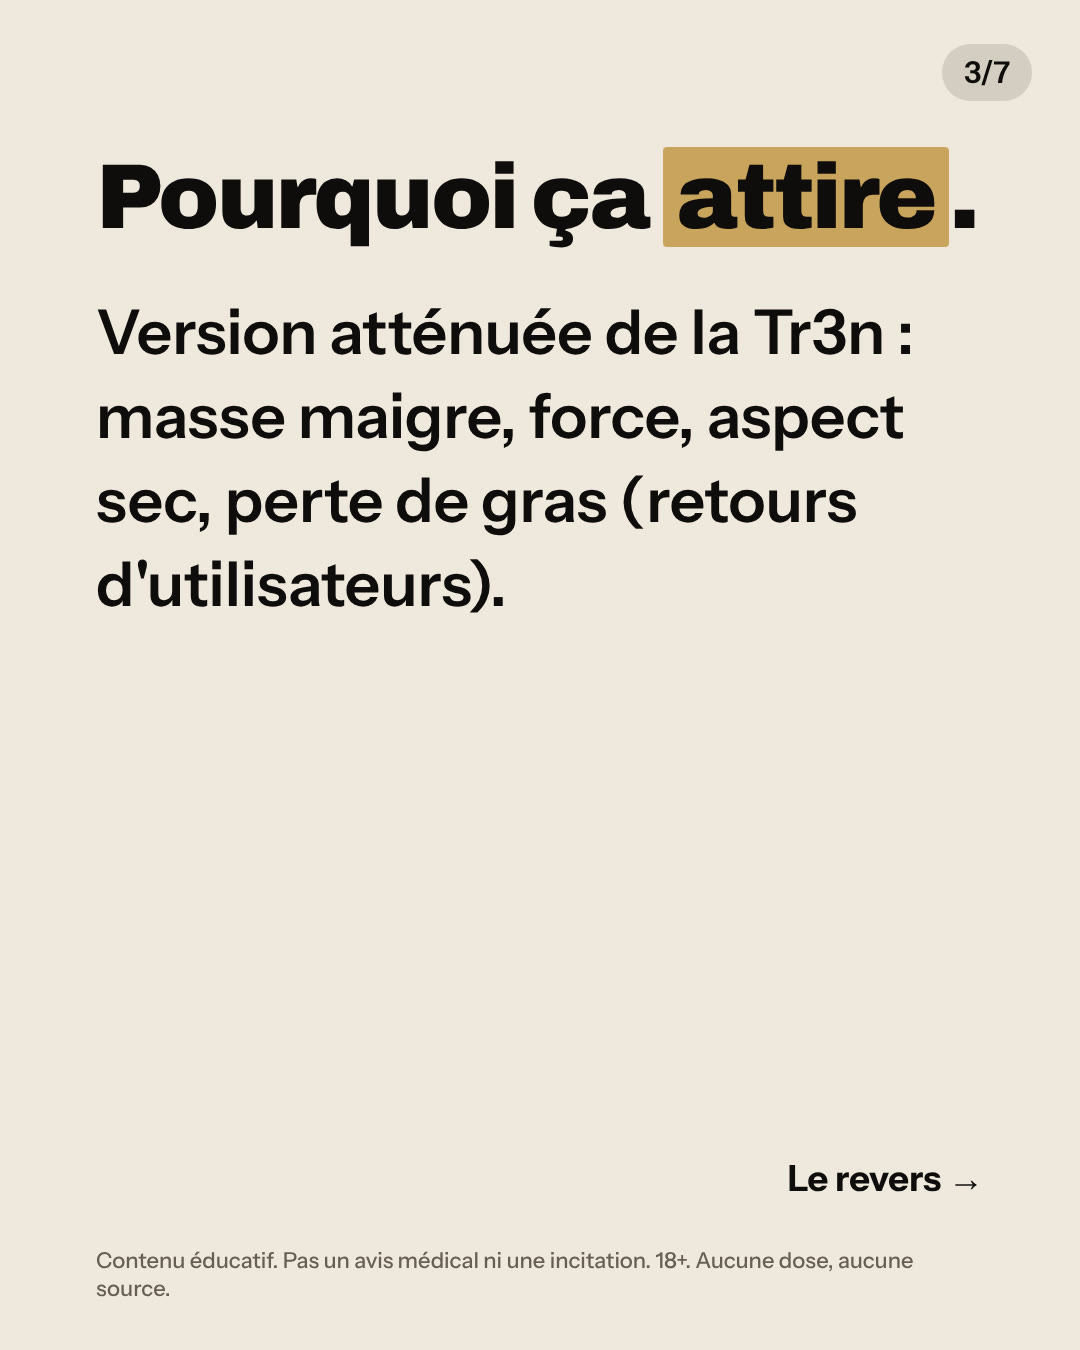 3/7
Pourquoi ça attire.
Version atténuée de la Tr3n :
masse maigre, force, aspect
sec, perte de gras (retours
d'utilisateurs).
Le revers →
Contenu éducatif. Pas un avis médical ni une incitation. 18+. Aucune dose, aucune
source.